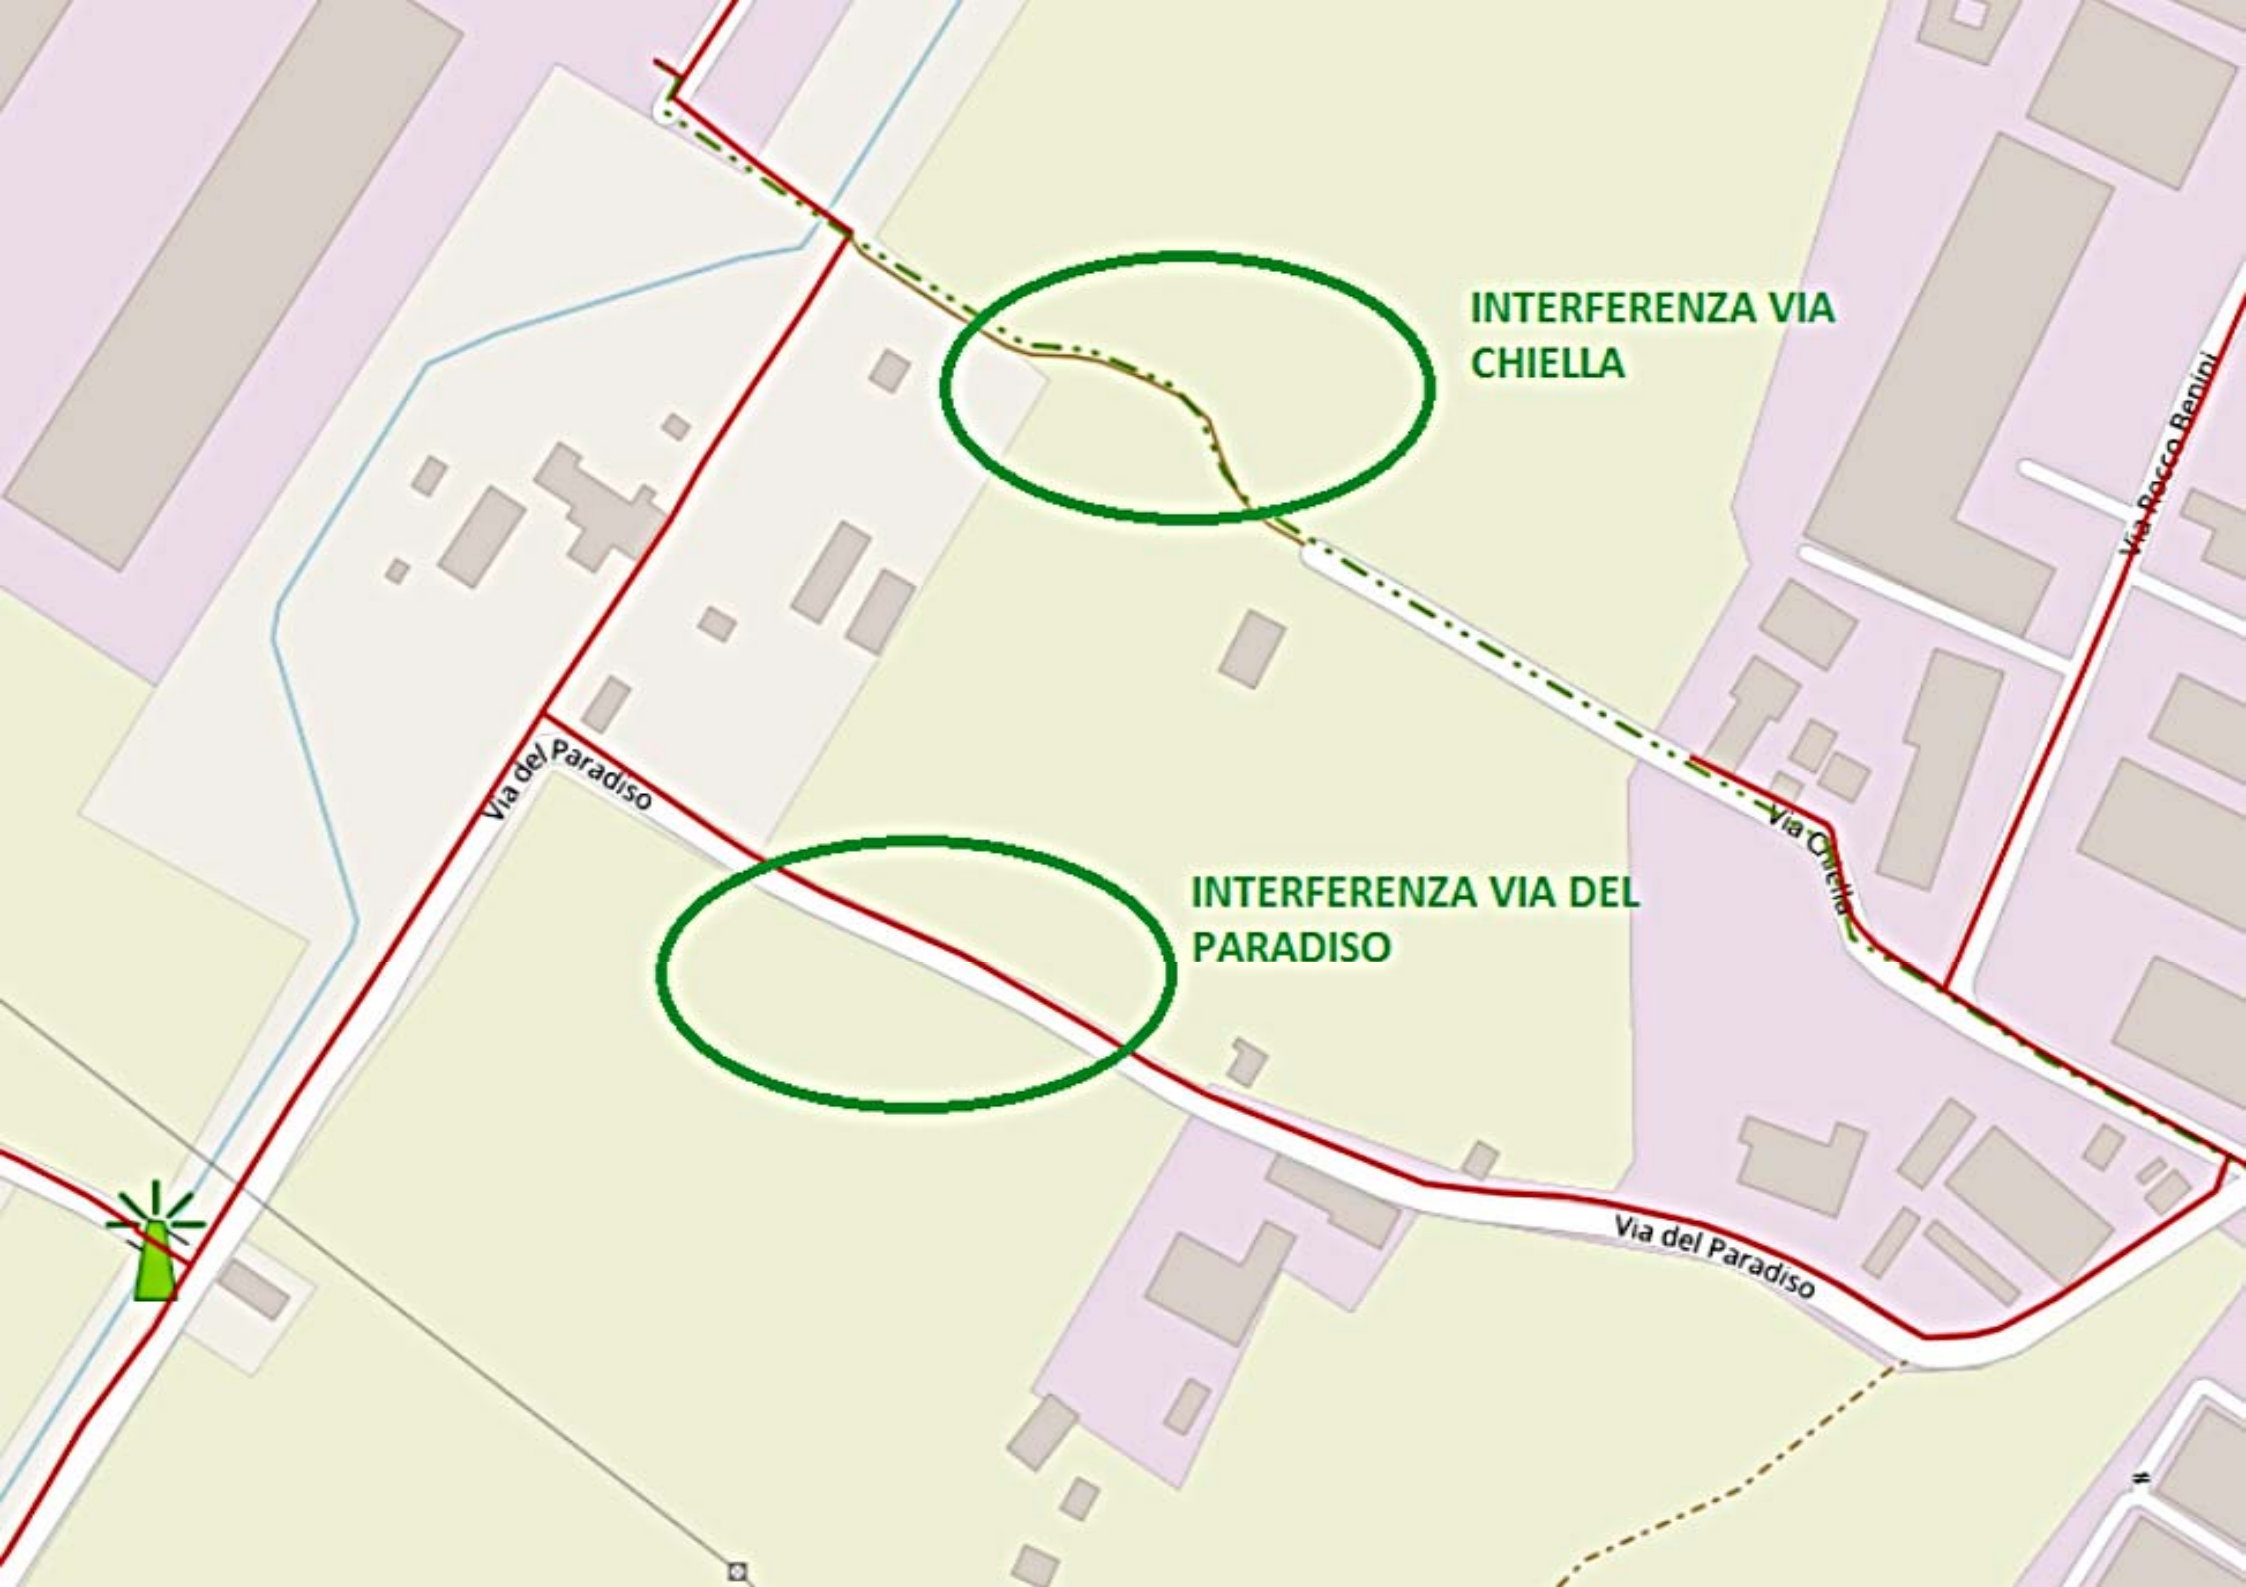 INTERFERENZA VIA
CHIELLA
Via Rocco Benini
Via del Paradiso
Via Chiella
INTERFERENZA VIA DEL
PARADISO
Via del Paradiso